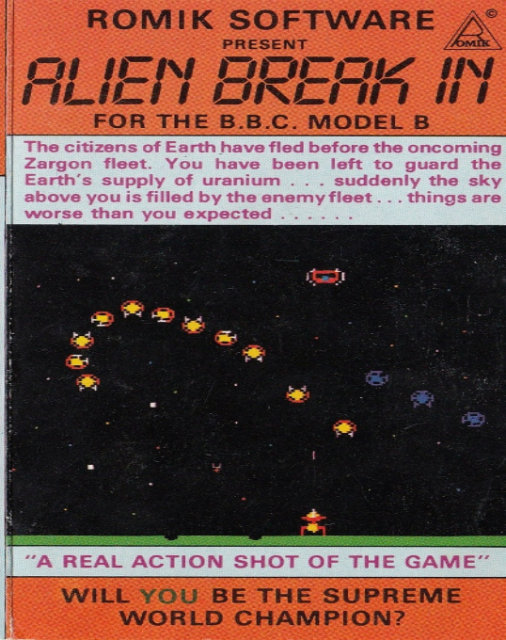 ROMIK SOFTWARE
©
ROMIK
PRESENT
ALIEN BREAK IN
FOR THE B.B.C. MODEL B
The citizens of Earth have fled before the oncoming
Zargon fleet. You have been left to guard the
Earth's supply of uranium . . . suddenly the sky
above you is filled by the enemy fleet . . . things are
worse than you expected . . . . . .
"A REAL ACTION SHOT OF THE GAME"
WILL YOU BE THE SUPREME
WORLD CHAMPION?